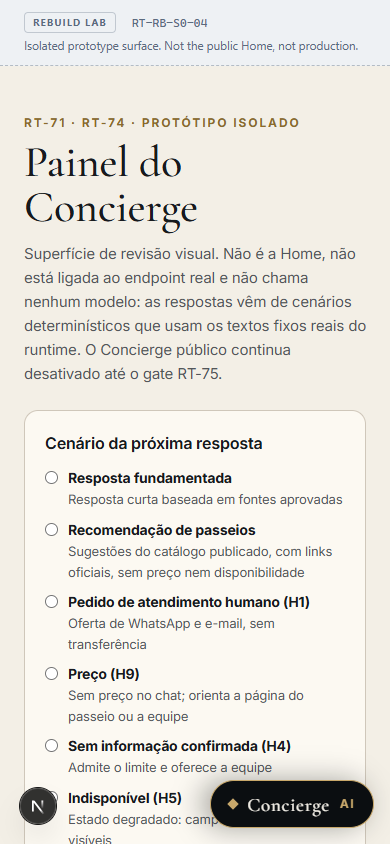 REBUILD LAB RT-RB-S0-04
Isolated prototype surface. Not the public Home, not production.
RT-71 · RT-74 · PROTÓTIPO ISOLADO
Painel do
Concierge
Superfície de revisão visual. Não é a Home, não
está ligada ao endpoint real e não chama
nenhum modelo: as respostas vêm de cenários
determinísticos que usam os textos fixos reais do
runtime. O Concierge público continua
desativado até o gate RT-75.
Cenário da próxima resposta
Resposta fundamentada
Resposta curta baseada em fontes aprovadas
Recomendação de passeios
Sugestões do catálogo publicado, com links
oficiais, sem preço nem disponibilidade
Pedido de atendimento humano (H1)
Oferta de WhatsApp e e-mail, sem
transferência
Preço (H9)
Sem preço no chat; orienta a página do
passeio ou a equipe
Sem informação confirmada (H4)
Admite o limite e oferece a equipe
Indisponível (H5)
Estado degradado:
visíveis
N
Concierge AI